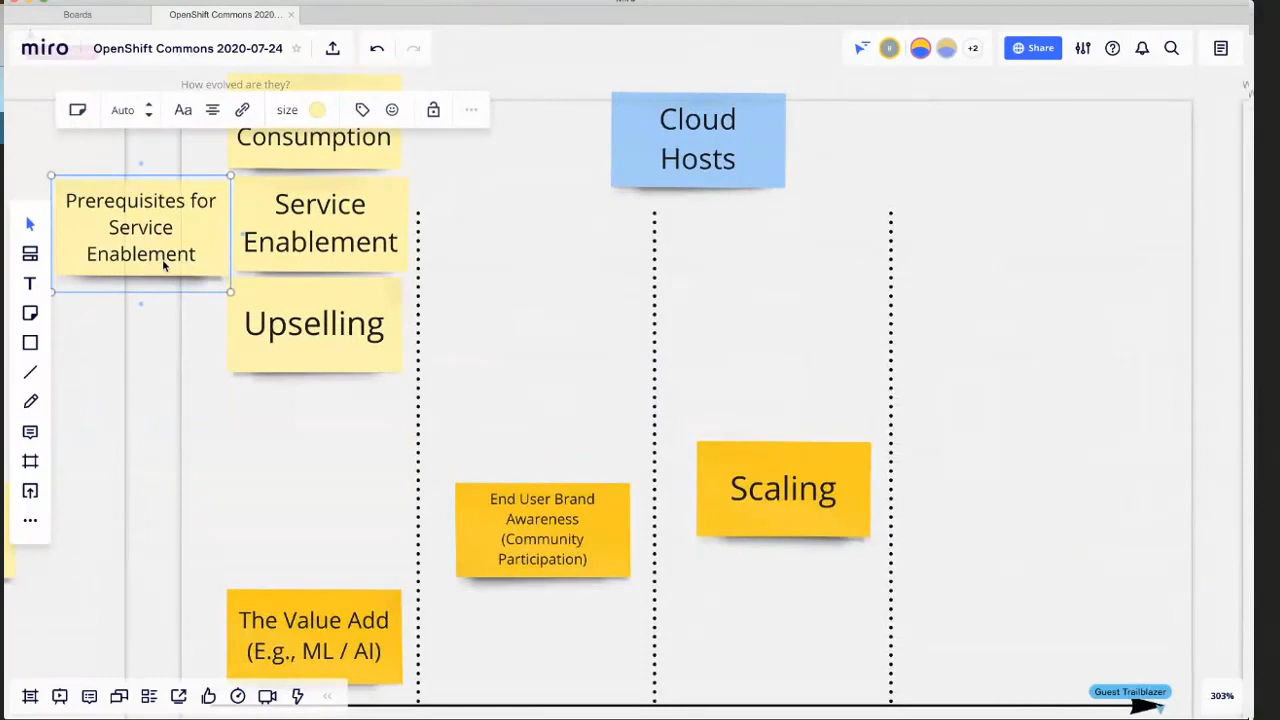 Boards
OpenShift Commons 2020...
miro
OpenShift Commons 2020-07-24
+2
Share
How evolved are they?
Auto
Aa
size
Consumption
Cloud
Hosts
Prerequisites for
Service
Enablement
Service
Enablement
Upselling
Scaling
End User Brand
Awareness
(Community
Participation)
The Value Add
(E.g., ML / AI)
Guest Trailblazer
303%